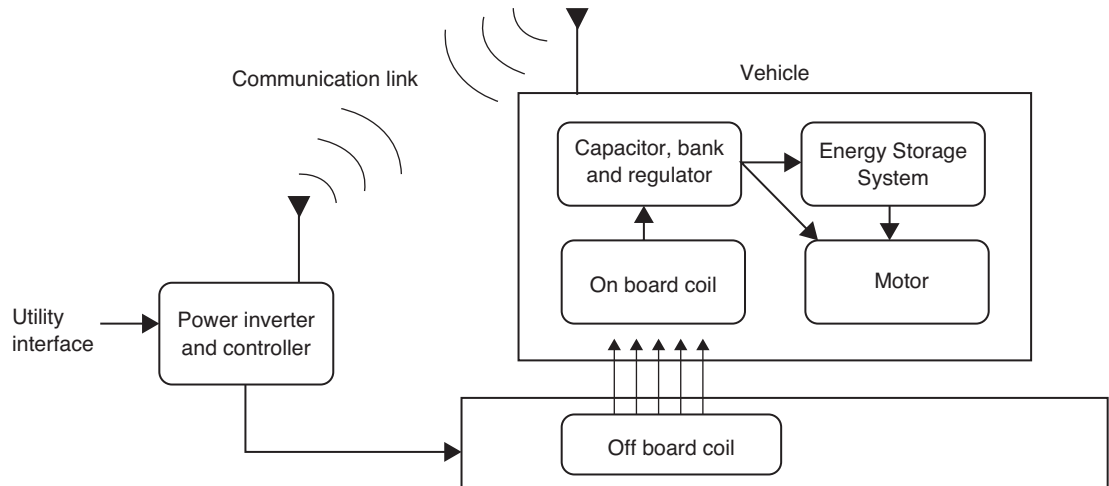 Communication link
Vehicle
Capacitor, bank
and regulator
Energy Storage
System
On board coil
Motor
Utility
interface
Power inverter
and controller
Off board coil